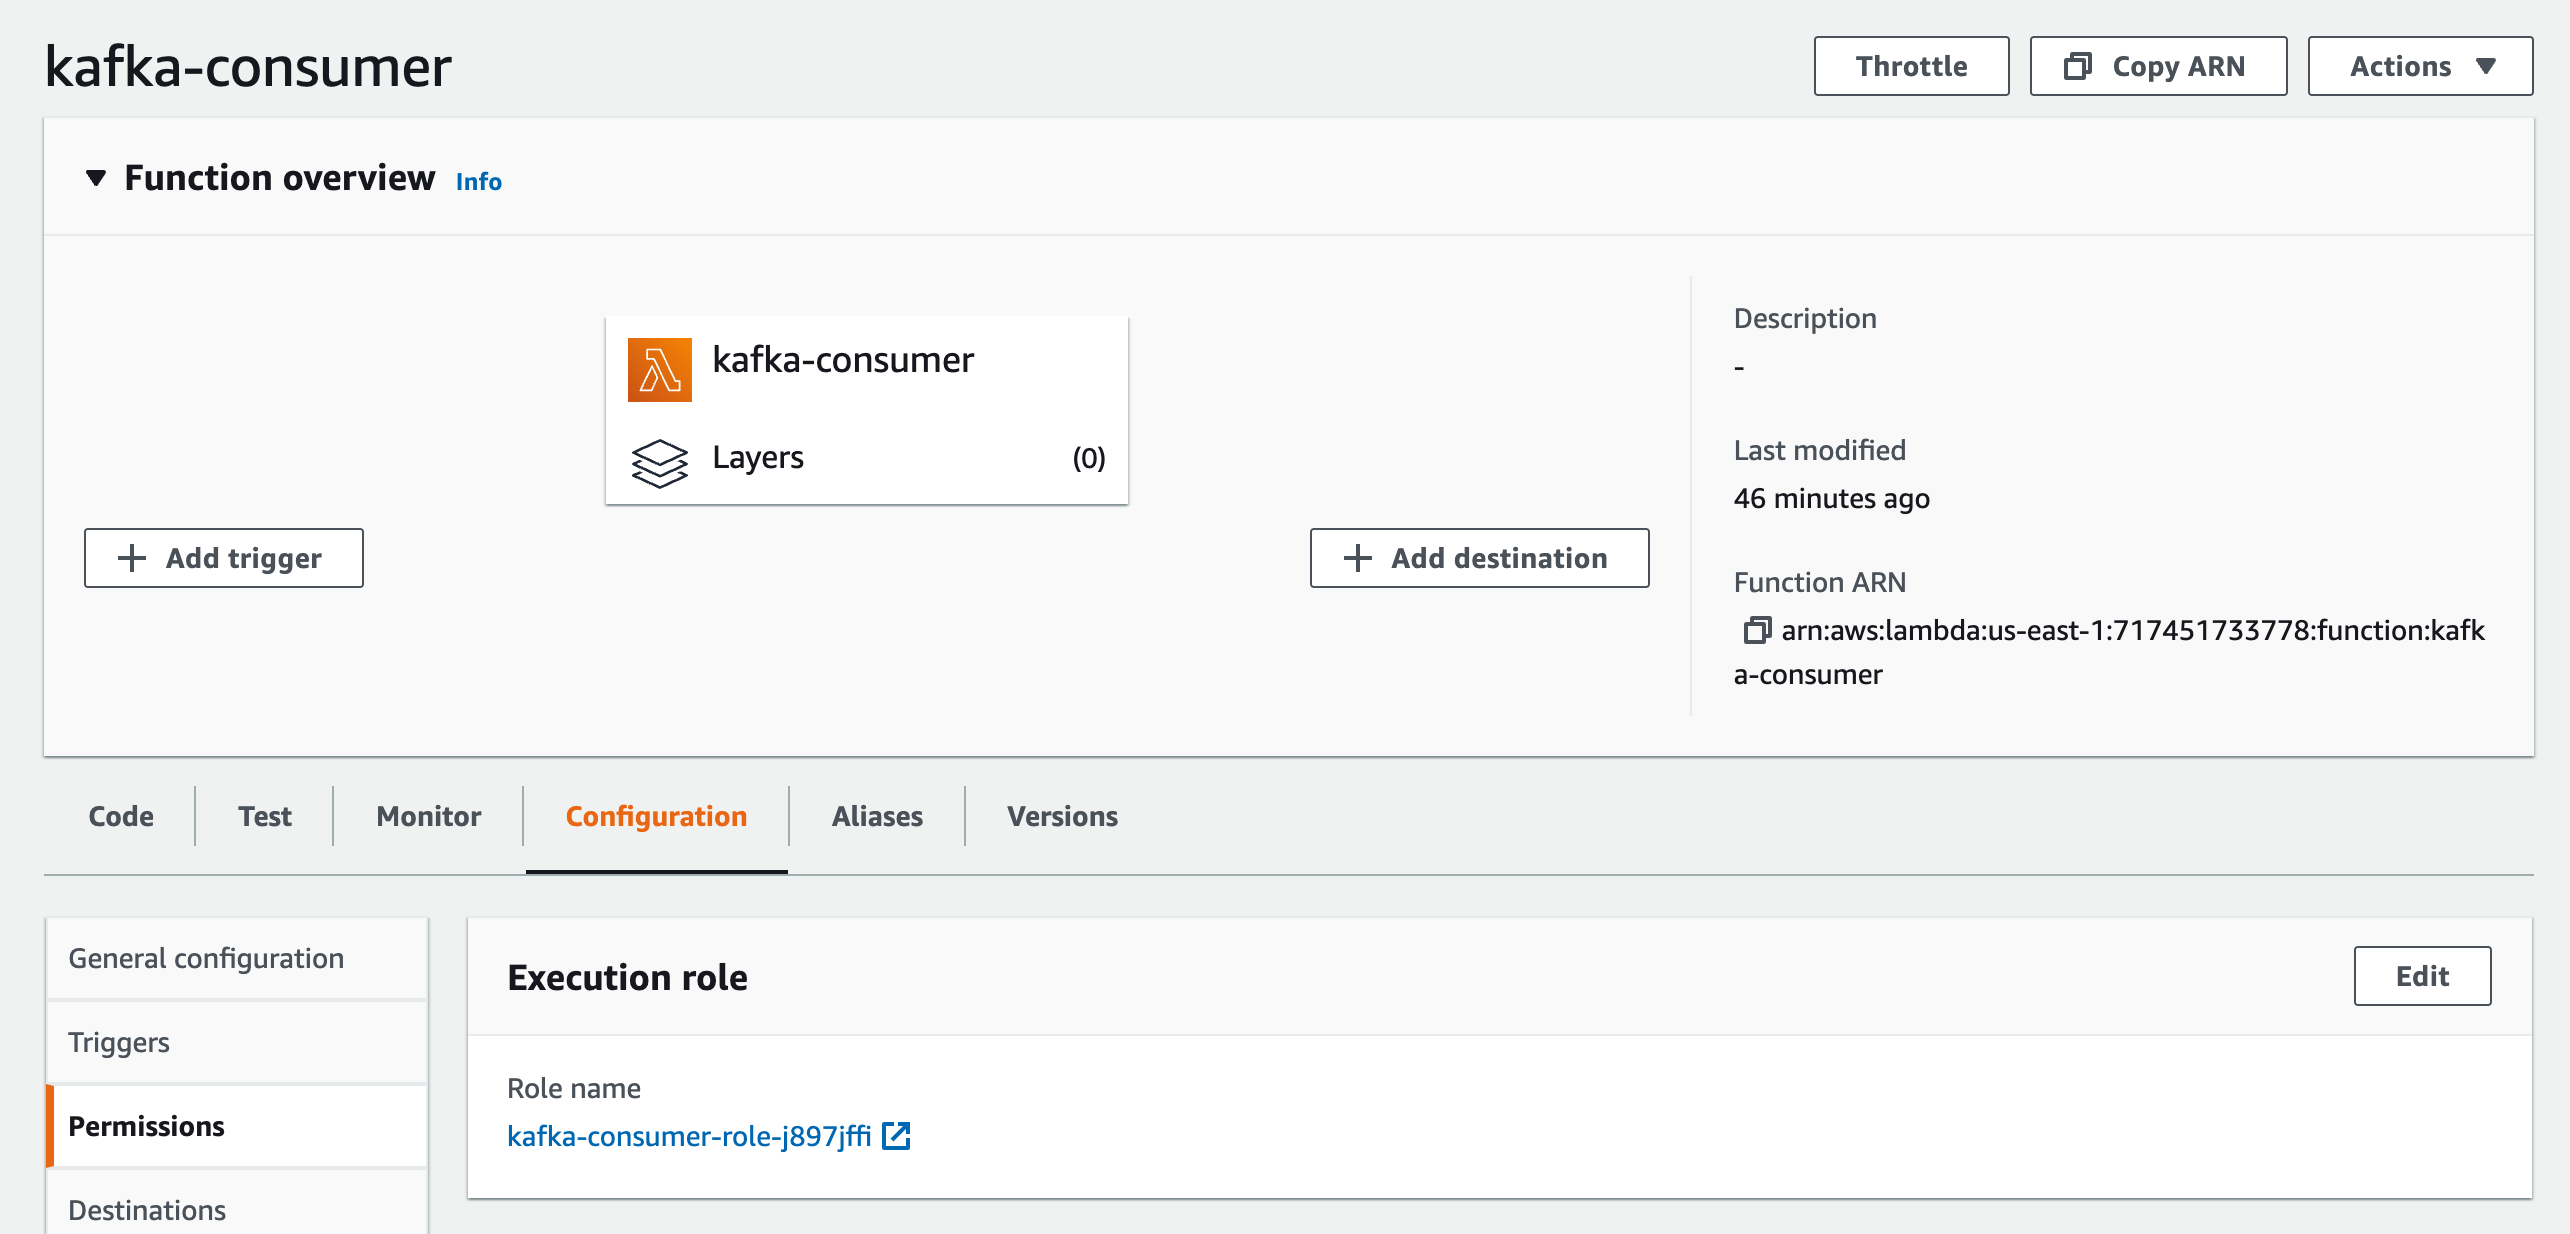 kafka-consumer
Throttle
Copy ARN
Actions
Function overview Info
kafka-consumer
Layers (0)
Add trigger
Add destination
Description
-
Last modified
46 minutes ago
Function ARN
arn:aws:lambda:us-east-1:717451733778:function:kafk
a-consumer
Code
Test
Monitor
Configuration
Aliases
Versions
General configuration
Triggers
Permissions
Destinations
Execution role
Edit
Role name
kafka-consumer-role-j897jffi